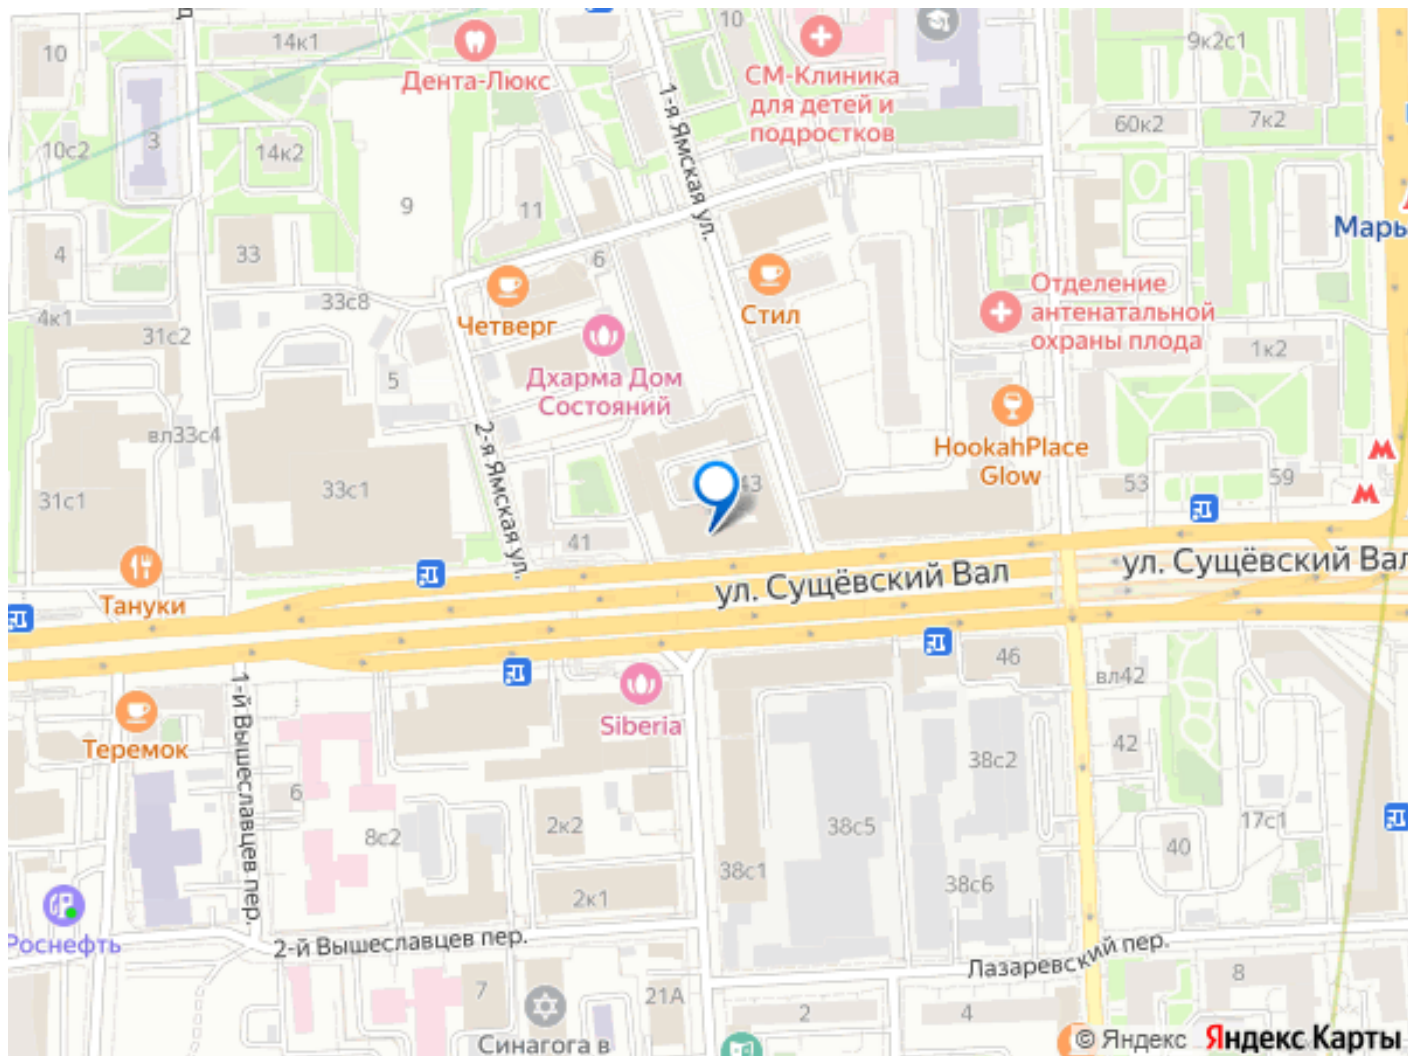 10
14к1
Дента-Люкс
10
СМ-Клиника
для детей и
подростков
9к2с1
60к2
7к2
3
10с2
14к2
1-я Ямская ул.
9
11
4
33
6
Марь
33с8
4к1
31с2
Четверг
Стил
Отделение
антенатальной
охраны плода
1к2
5
Дхарма Дом
Состояний
вл33с4
HookahPlace
Glow
31с1
33с1
2-я Ямская ул.
43
53
59
41
Тануки
ул. Сущёвский Вал
ул. Сущёвский Вал
46
вл42
1-й Вышеславцев пер.
Теремок
Siberia
42
38с2
6
8с2
2к2
38с5
17с1
40
38с1
38с6
2к1
Роснефть
2-й Вышеславцев пер.
Лазаревский пер.
7
21А
2
4
8
Синагога в
© Яндекс Яндекс Карты